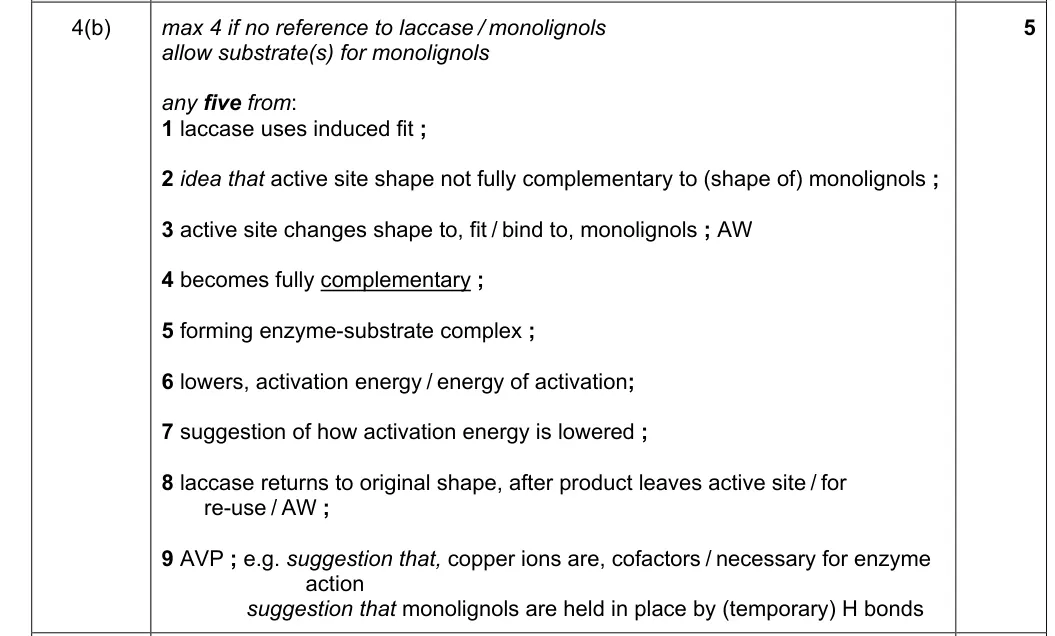 4(b) max 4 if no reference to laccase / monolignols 5
allow substrate(s) for monolignols
any five from:
1 laccase uses induced fit ;
2 idea that active site shape not fully complementary to (shape of) monolignols ;
3 active site changes shape to, fit / bind to, monolignols ; AW
4 becomes fully complementary ;
5 forming enzyme-substrate complex ;
6 lowers, activation energy / energy of activation;
7 suggestion of how activation energy is lowered ;
8 laccase returns to original shape, after product leaves active site / for
re-use / AW ;
9 AVP ; e.g. suggestion that, copper ions are, cofactors / necessary for enzyme
action
suggestion that monolignols are held in place by (temporary) H bonds